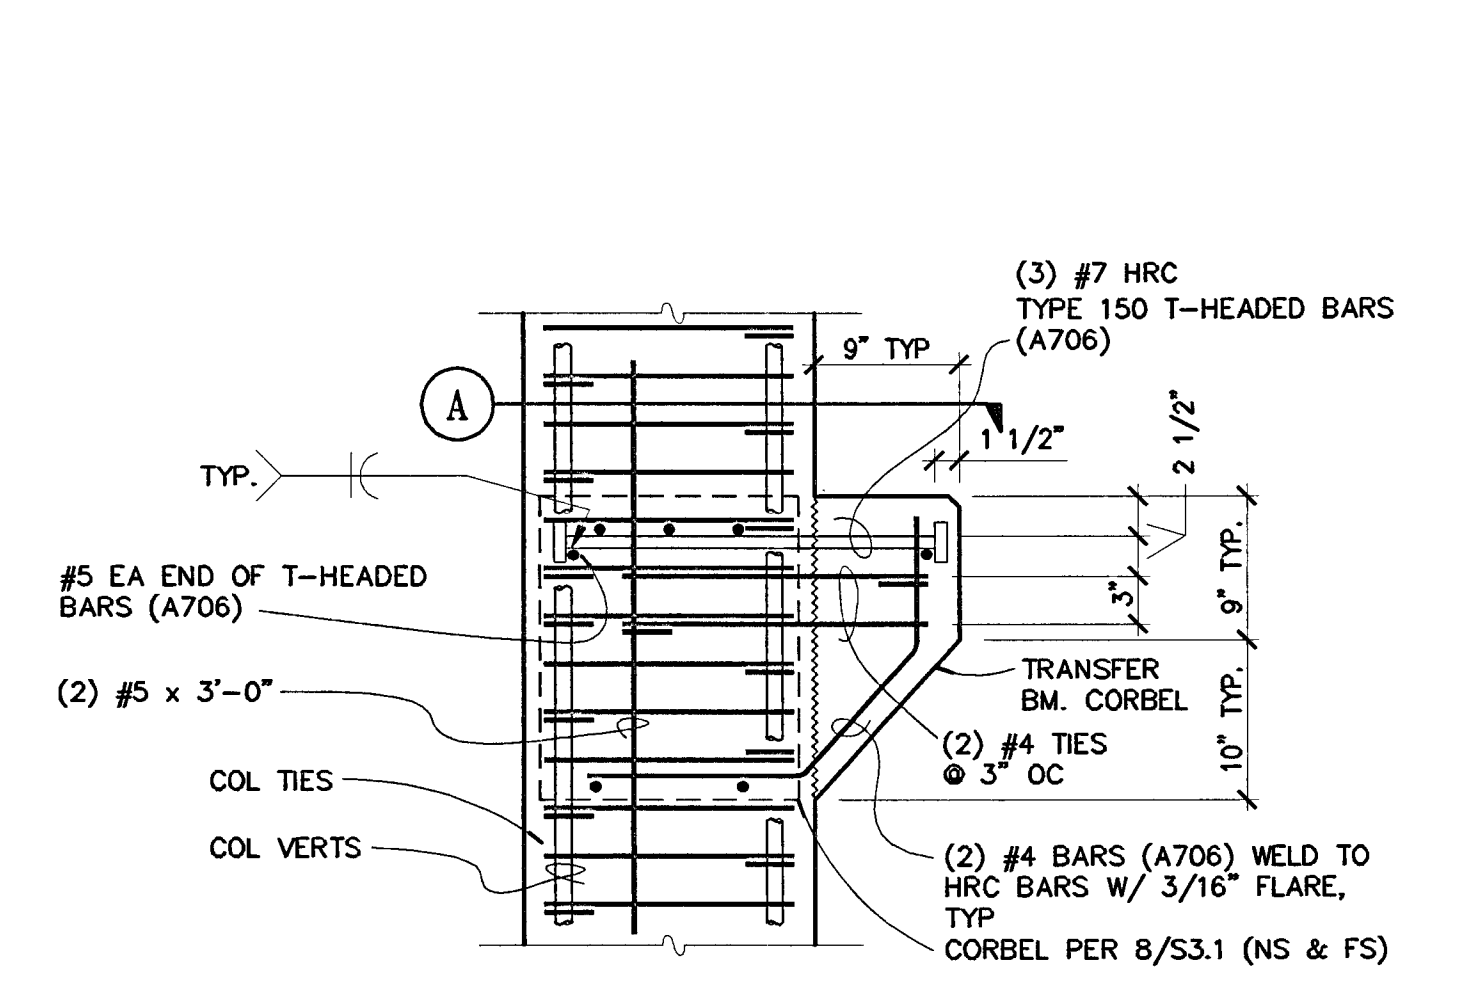 (3) #7 HRC
TYPE 150 T-HEADED BARS
(A706)
9" TYP
A
1 1/2"
2 1/2"
TYP.
#5 EA END OF T-HEADED
BARS (A706)
3"
9" TYP.
(2) #5 x 3'-0"
TRANSFER
BM. CORBEL
10" TYP.
(2) #4 TIES
@ 3" OC
COL TIES
COL VERTS
(2) #4 BARS (A706) WELD TO
HRC BARS W/ 3/16" FLARE,
TYP
CORBEL PER 8/S3.1 (NS & FS)